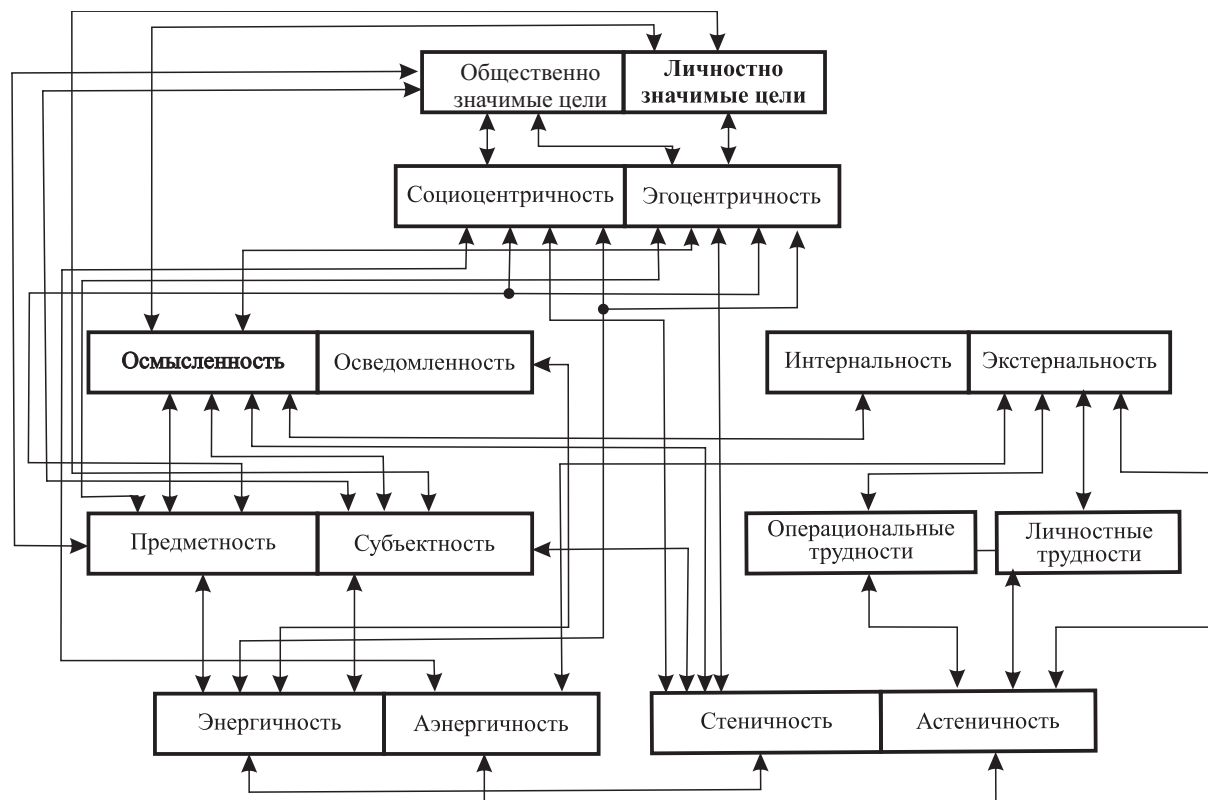 Общественно
значимые цели
Личностно
значимые цели
Социоцентричность
Эгоцентричность
Осмысленность
Осведомленность
Интернальность
Экстернальность
Предметность
Субъектность
Операциональные
трудности
Личностные
трудности
Энергичность
Аэнергичность
Стеничность
Астеничность